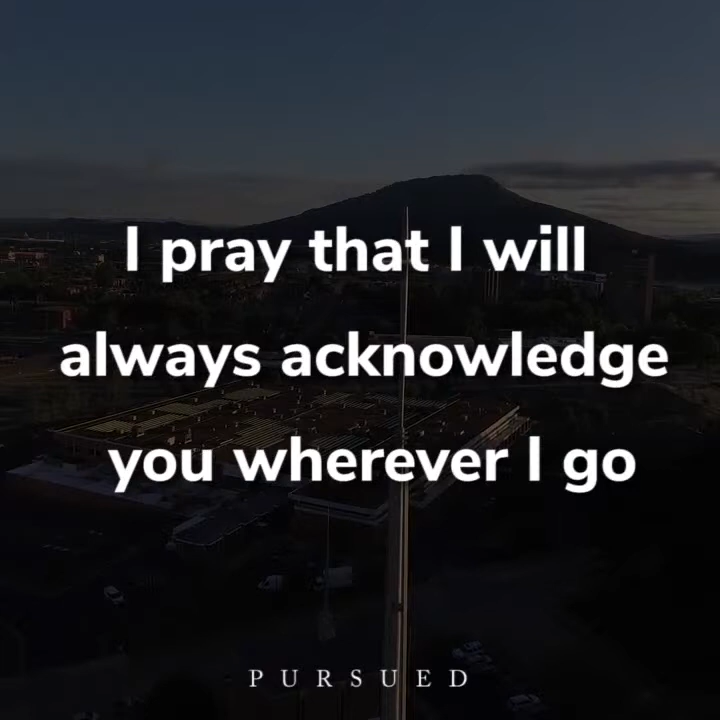 I pray that I will
always acknowledge
you wherever I go
PURSUED